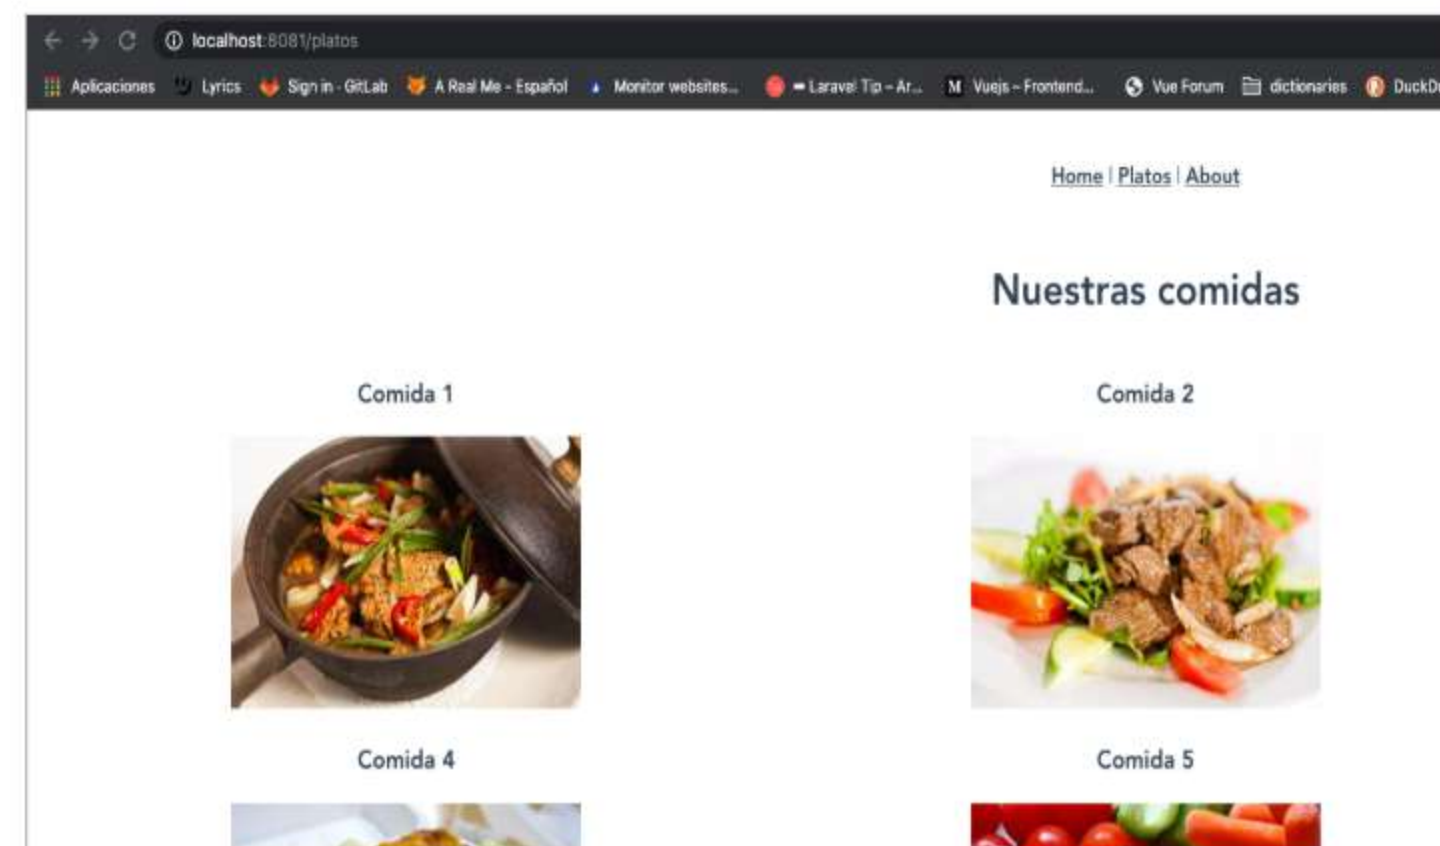 localhost:8081/platos
Aplicaciones Lyrics Sign in · GitLab A Real Me – Español Monitor websites... Laravel Tip – Ar... Vuejs – Frontend... Vue Forum dictionaries
Home | Platos | About
Nuestras comidas
Comida 1 Comida 2
Comida 4 Comida 5